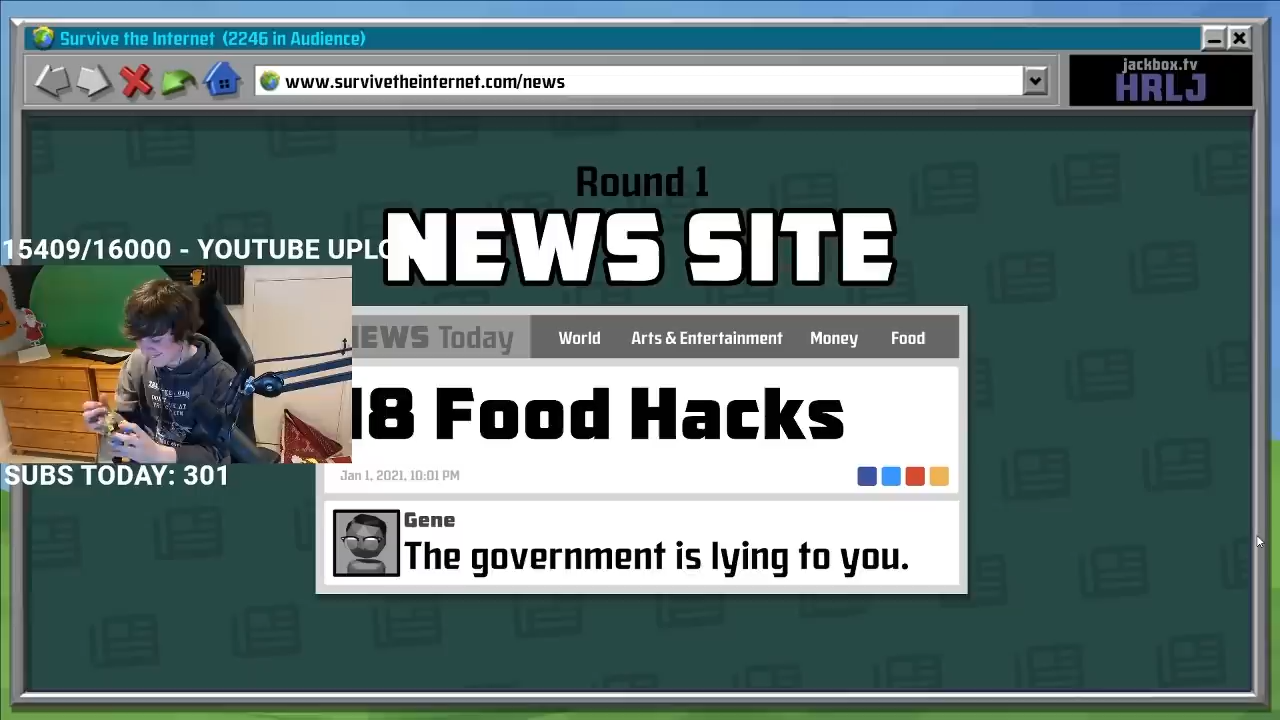 Survive the Internet (2246 in Audience)
www.survivetheinternet.com/news
jackbox.tv
HRLJ
Round 1
NEWS SITE
15409/16000 - YOUTUBE UPLO
NEWS Today
World
Arts & Entertainment
Money
Food
18 Food Hacks
Jan 1, 2021, 10:01 PM
SUBS TODAY: 301
Gene
The government is lying to you.